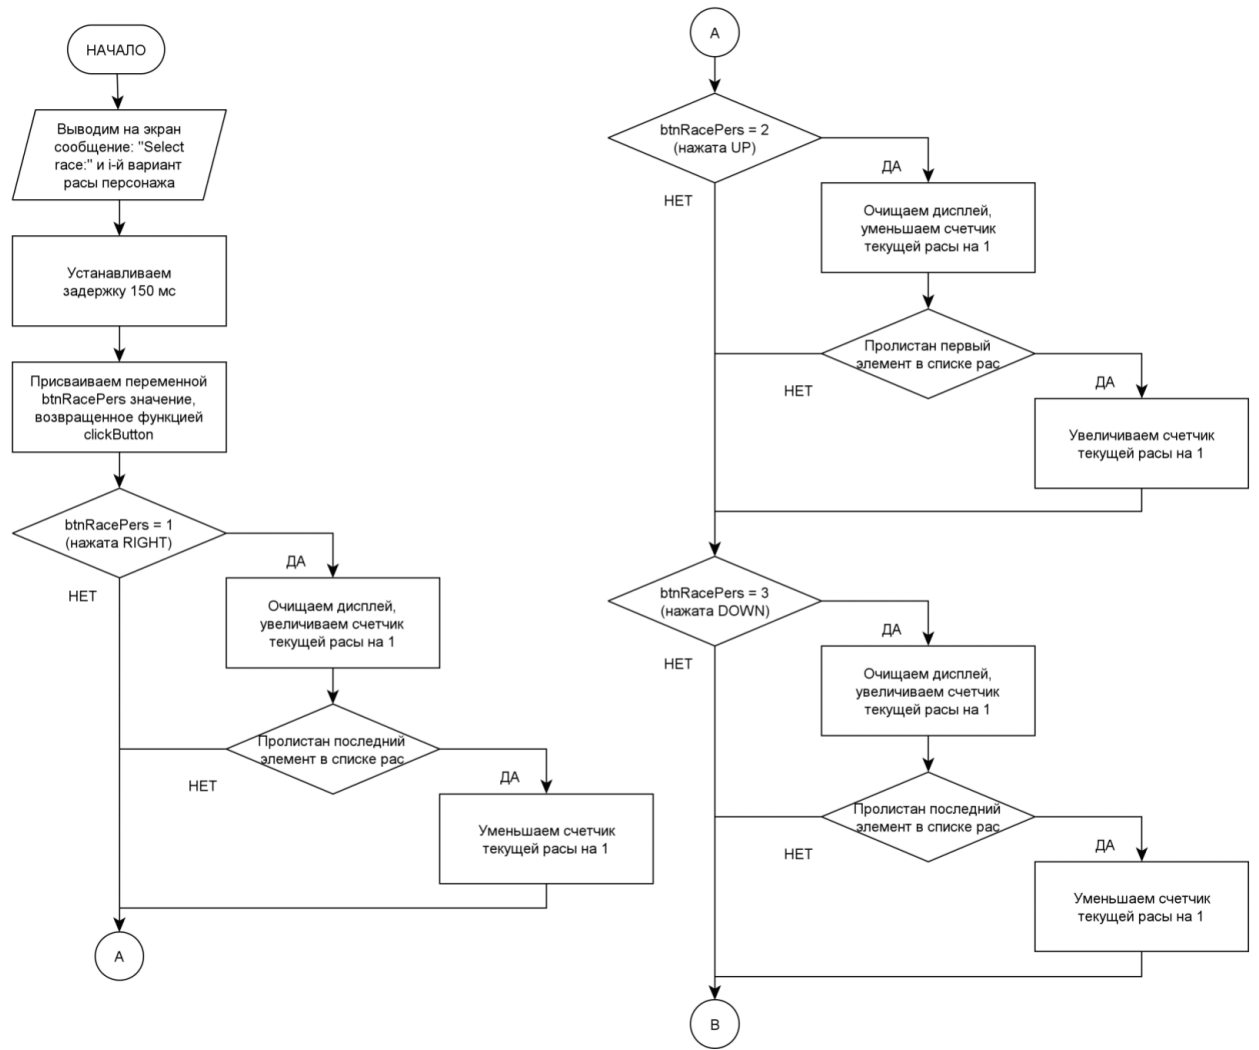 НАЧАЛО
Выводим на экран
сообщение: "Select
race:" и i-й вариант
расы персонажа
Устанавливаем
задержку 150 мс
Присваиваем переменной
btnRacePers значение,
возвращенное функцией
clickButton
btnRacePers = 1
(нажата RIGHT)
ДА
НЕТ
Очищаем дисплей,
увеличиваем счетчик
текущей расы на 1
Пролистан последний
элемент в списке рас
ДА
НЕТ
Уменьшаем счетчик
текущей расы на 1
A
A
btnRacePers = 2
(нажата UP)
ДА
НЕТ
Очищаем дисплей,
уменьшаем счетчик
текущей расы на 1
Пролистан первый
элемент в списке рас
ДА
НЕТ
Увеличиваем счетчик
текущей расы на 1
btnRacePers = 3
(нажата DOWN)
ДА
НЕТ
Очищаем дисплей,
увеличиваем счетчик
текущей расы на 1
Пролистан последний
элемент в списке рас
ДА
НЕТ
Уменьшаем счетчик
текущей расы на 1
B